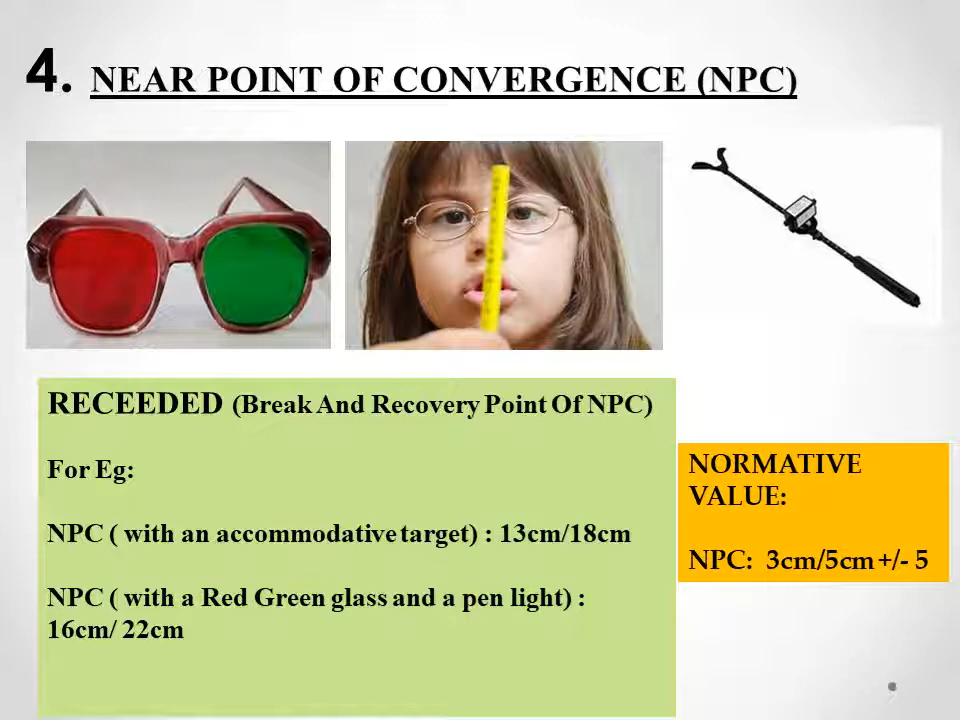 4. NEAR POINT OF CONVERGENCE (NPC)
RECEEDED (Break And Recovery Point Of NPC)
For Eg:
NPC ( with an accommodative target) : 13cm/18cm
NPC ( with a Red Green glass and a pen light) :
16cm/ 22cm
NORMATIVE
VALUE:
NPC: 3cm/5cm +/- 5